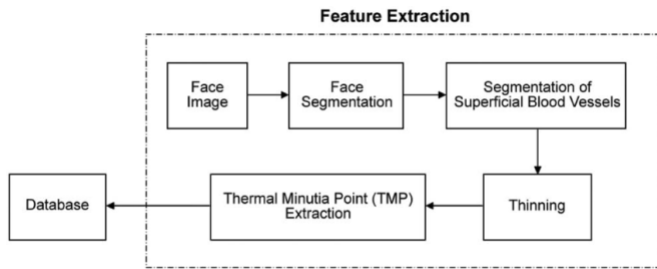 Feature Extraction
Face
Image
Face
Segmentation
Segmentation of
Superficial Blood Vessels
Thinning
Thermal Minutia Point (TMP)
Extraction
Database